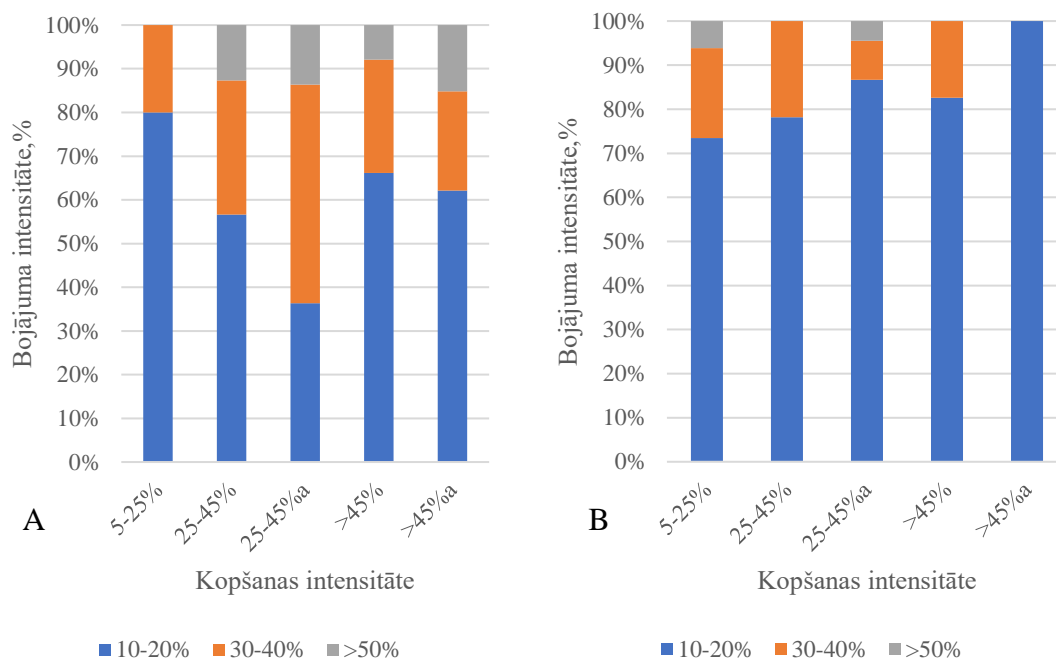 100%
90%
80%
70%
60%
50%
40%
30%
20%
10%
0%
Bojājuma intensitāte,%
5-25%
25-45%
25-45%a
>45%
>45%a
A
Kopšanas intensitāte
10-20% 30-40% >50%
100%
90%
80%
70%
60%
50%
40%
30%
20%
10%
0%
Bojājuma intensitāte,%
5-25%
25-45%
25-45%a
>45%
>45%a
B
Kopšanas intensitāte
10-20% 30-40% >50%